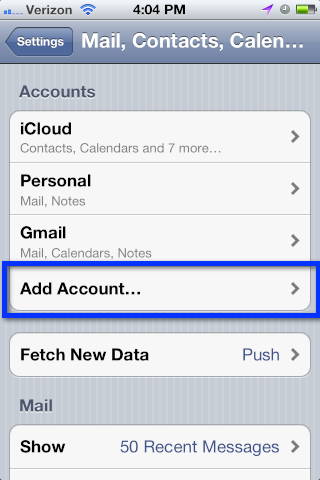 Verizon 4:04 PM
Settings Mail, Contacts, Calen...
Accounts
iCloud
Contacts, Calendars and 7 more...
Personal
Mail, Notes
Gmail
Mail, Calendars, Notes
Add Account...
Fetch New Data Push
Mail
Show 50 Recent Messages